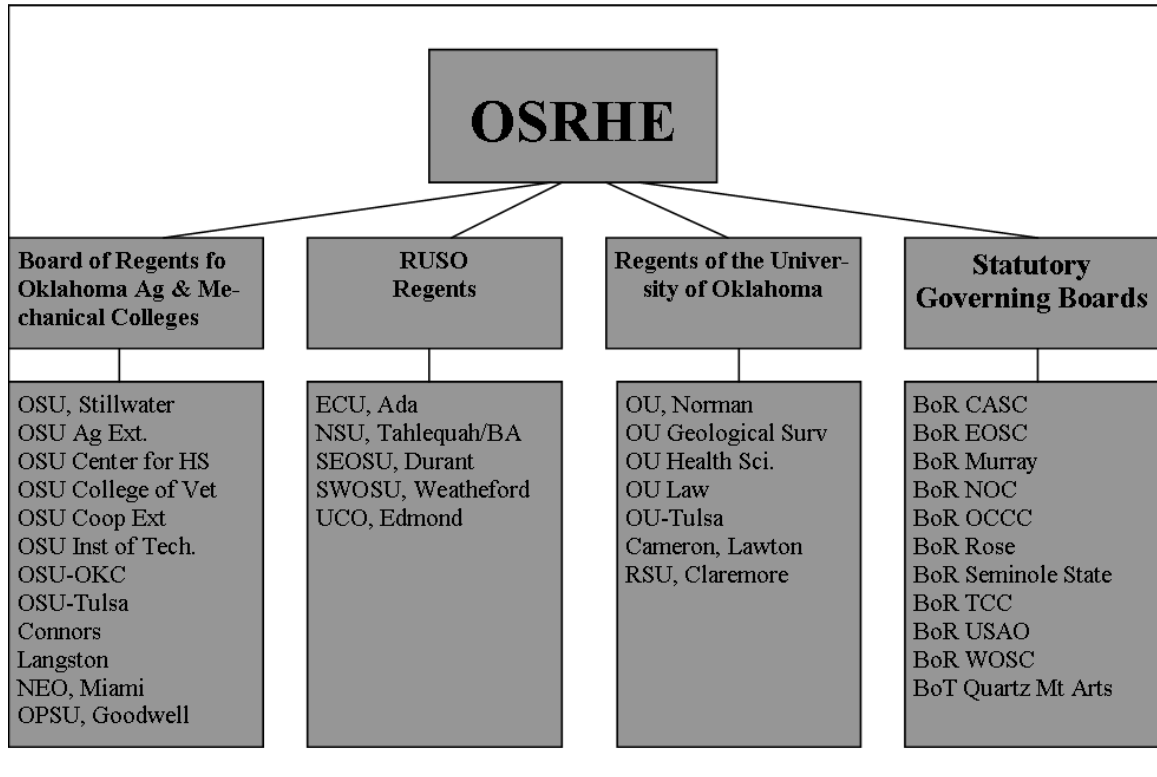 OSRHE
Board of Regents fo
Oklahoma Ag & Me-
chanical Colleges
RUSO
Regents
Regents of the Univer-
sity of Oklahoma
Statutory
Governing Boards
OSU, Stillwater
OSU Ag Ext.
OSU Center for HS
OSU College of Vet
OSU Coop Ext
OSU Inst of Tech.
OSU-OKC
OSU-Tulsa
Connors
Langston
NEO, Miami
OPSU, Goodwell
ECU, Ada
NSU, Tahlequah/BA
SEOSU, Durant
SWOSU, Weatheford
UCO, Edmond
OU, Norman
OU Geological Surv
OU Health Sci.
OU Law
OU-Tulsa
Cameron, Lawton
RSU, Claremore
BoR CASC
BoR EOSC
BoR Murray
BoR NOC
BoR OCCC
BoR Rose
BoR Seminole State
BoR TCC
BoR USAO
BoR WOSC
BoT Quartz Mt Arts